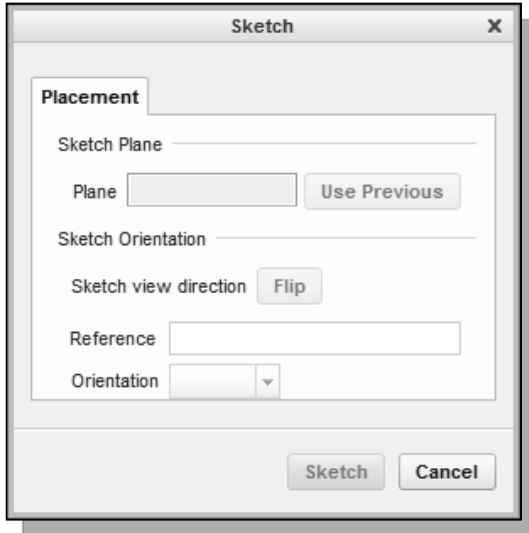 Sketch X
Placement
Sketch Plane
Plane Use Previous
Sketch Orientation
Sketch view direction Flip
Reference
Orientation
Sketch Cancel